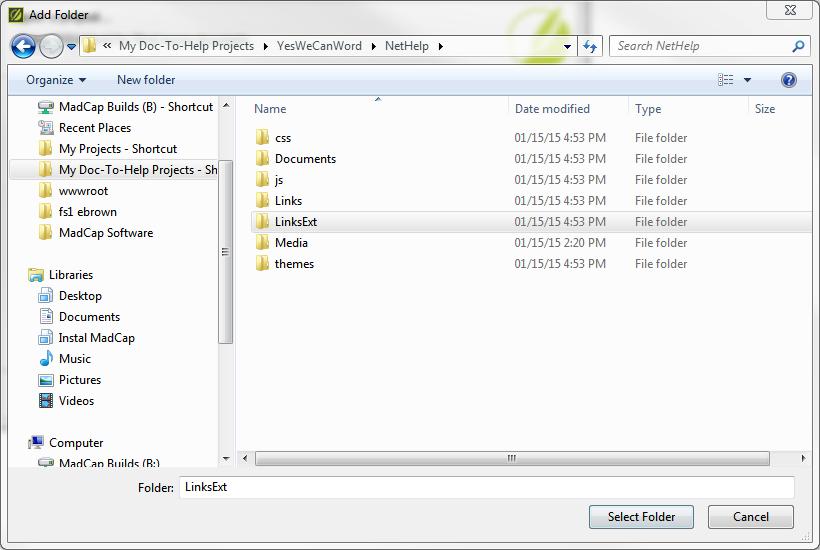 Add Folder
« My Doc-To-Help Projects YesWeCanWord NetHelp Search NetHelp
Organize New folder
Name Date modified Type Size
MadCap Builds (B) - Shortcut
Recent Places
My Projects - Shortcut
My Doc-To-Help Projects - Sh
wwwroot
fs1 ebrown
MadCap Software
Libraries
Desktop
Documents
Instal MadCap
Music
Pictures
Videos
Computer
MadCap Builds (B:)
css 01/15/15 4:53 PM File folder
Documents 01/15/15 4:53 PM File folder
js 01/15/15 4:53 PM File folder
Links 01/15/15 4:53 PM File folder
LinksExt 01/15/15 4:53 PM File folder
Media 01/15/15 2:20 PM File folder
themes 01/15/15 4:53 PM File folder
Folder: LinksExt
Select Folder Cancel